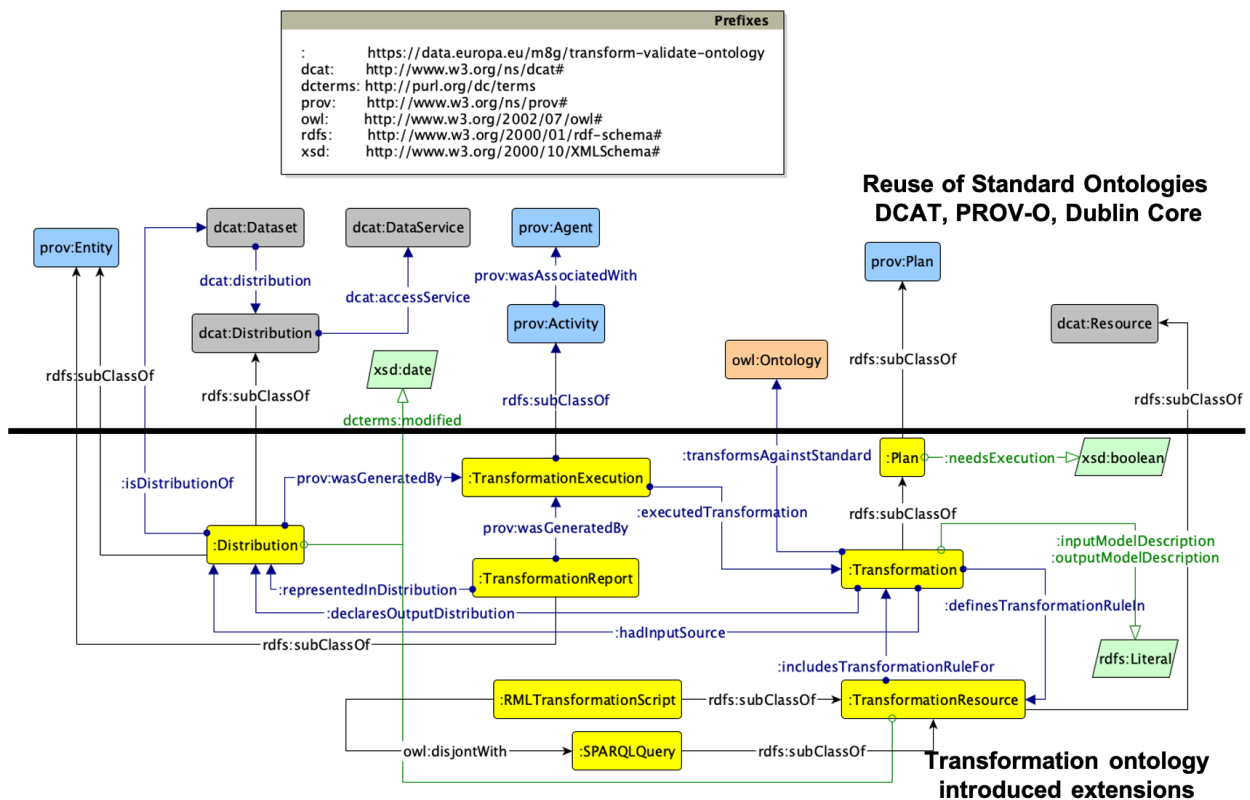 Prefixes
: https://data.europa.eu/m8g/transform-validate-ontology
dcat: http://www.w3.org/ns/dcat#
dcterms: http://purl.org/dc/terms
prov: http://www.w3.org/ns/prov#
owl: http://www.w3.org/2002/07/owl#
rdfs: http://www.w3.org/2000/01/rdf-schema#
xsd: http://www.w3.org/2000/10/XMLSchema#
Reuse of Standard Ontologies
DCAT, PROV-O, Dublin Core
prov:Entity
dcat:Dataset
dcat:DataService
prov:Agent
prov:Plan
dcat:distribution
dcat:accessService
prov:wasAssociatedWith
dcat:Distribution
prov:Activity
dcat:Resource
owl:Ontology
rdfs:subClassOf
xsd:date
rdfs:subClassOf
rdfs:subClassOf
rdfs:subClassOf
rdfs:subClassOf
dcterms:modified
:isDistributionOf
prov:wasGeneratedBy
:TransformationExecution
:transformsAgainstStandard
:Plan
:needsExecution
xsd:boolean
:executedTransformation
rdfs:subClassOf
prov:wasGeneratedBy
:Distribution
:inputModelDescription
:outputModelDescription
:TransformationReport
:Transformation
:representedInDistribution
:declaresOutputDistribution
:definesTransformationRuleIn
:hadInputSource
rdfs:subClassOf
rdfs:Literal
:includesTransformationRuleFor
:RMLTransformationScript
rdfs:subClassOf
:TransformationResource
owl:disjontWith
:SPARQLQuery
rdfs:subClassOf
Transformation ontology
introduced extensions